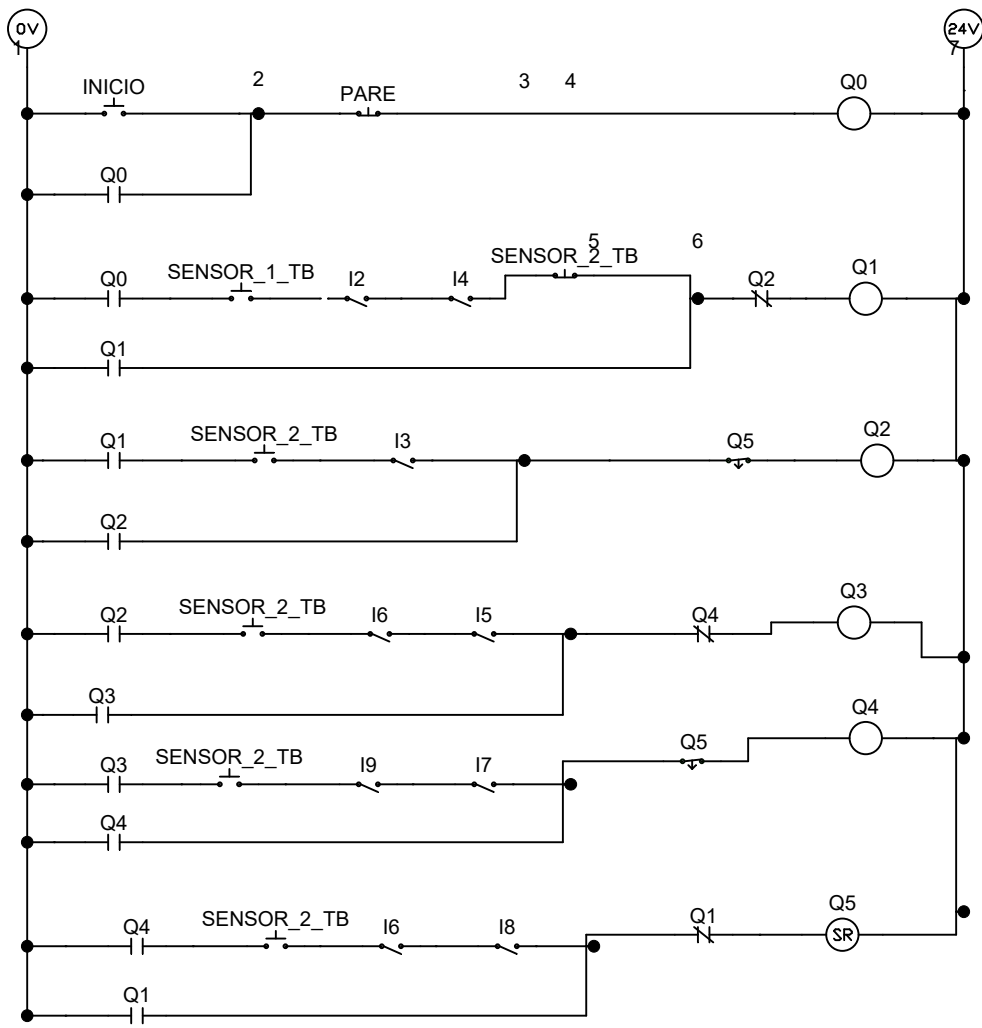 0V 24V
1 7
INICIO 2 PARE 3 4 Q0
Q0
5 6
Q0 SENSOR_1_TB I2 I4 SENSOR_2_TB Q2 Q1
Q1
Q1 SENSOR_2_TB I3 Q5 Q2
Q2
Q2 SENSOR_2_TB I6 I5 Q4 Q3
Q3
Q3 SENSOR_2_TB I9 I7 Q5 Q4
Q4
Q4 SENSOR_2_TB I6 I8 Q1 Q5
SR
Q1